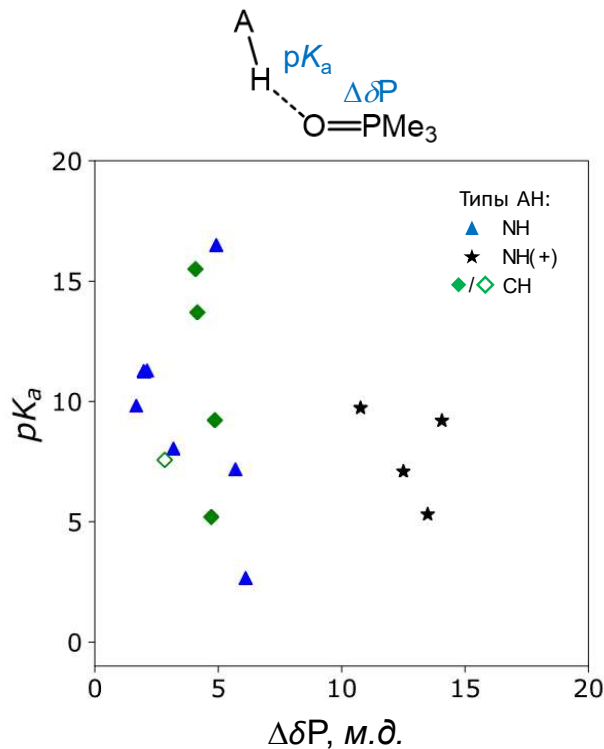 A
H
pKa
ΔδP
O=PMe3
20
15
10
5
0
pKa
Типы АН:
NH
NH(+)
/ CH
0 5 10 15 20
ΔδP, м.д.